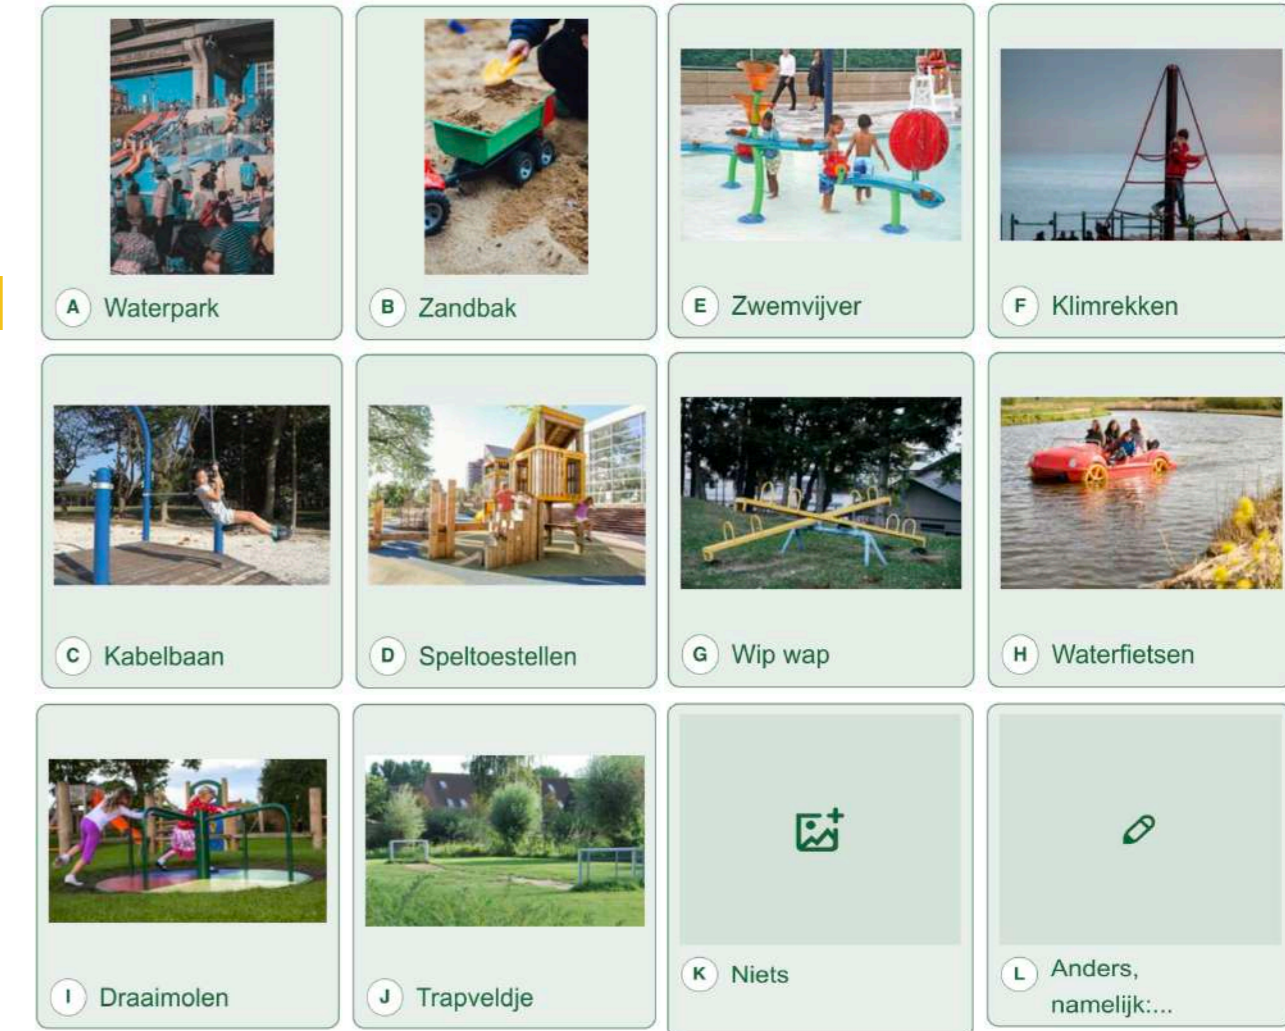 A Waterpark
B Zandbak
E Zwemvijver
F Klimrekken
C Kabelbaan
D Speltoestellen
G Wip wap
H Waterfietsen
I Draaimolen
J Trapveldje
K Niets
L Anders,
namelijk:...